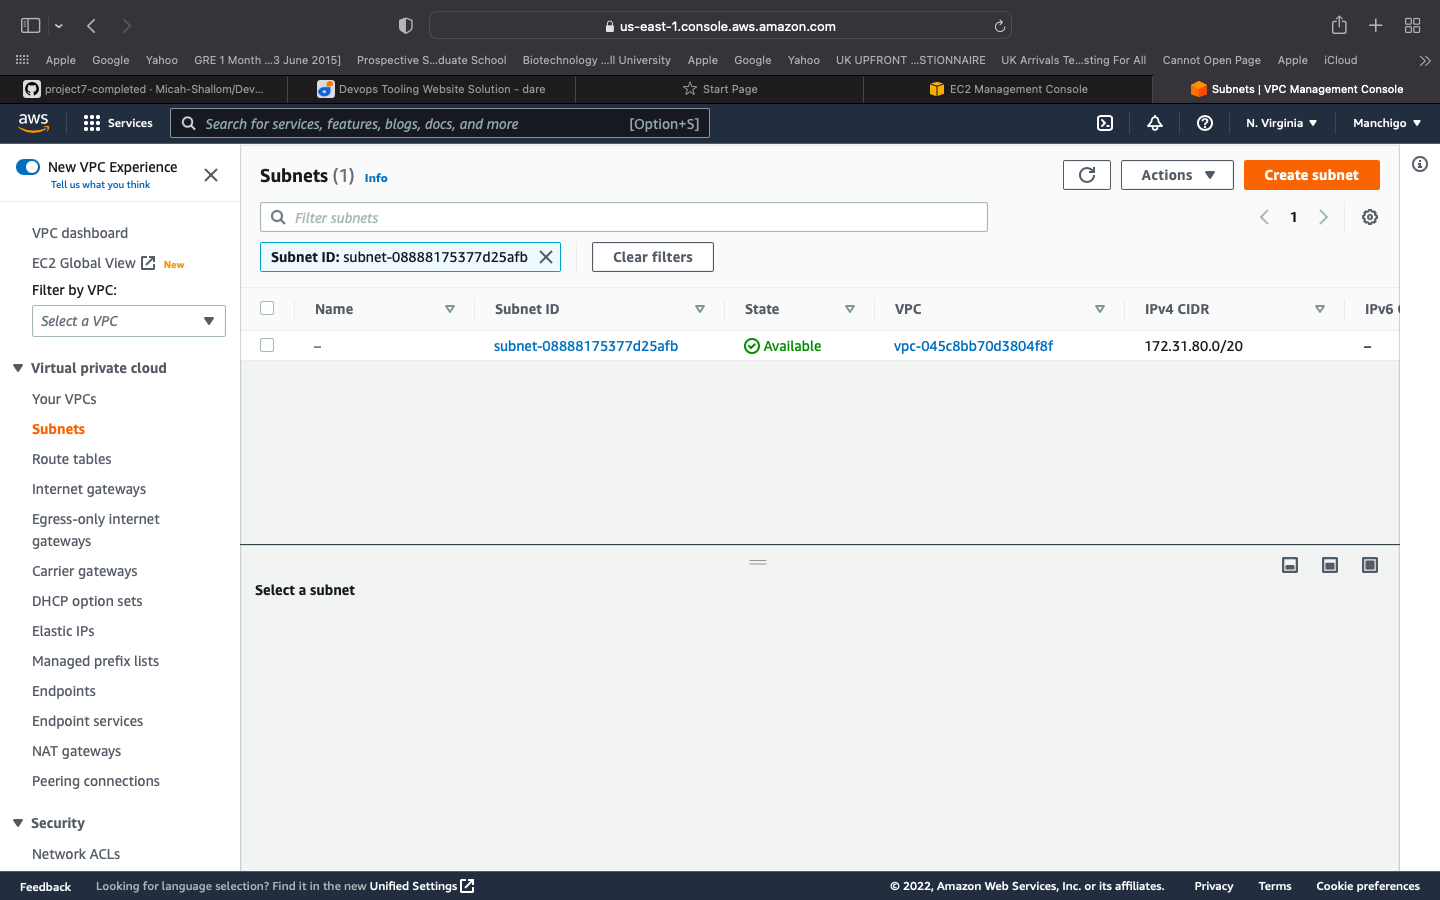 us-east-1.console.aws.amazon.com
Apple Google Yahoo GRE 1 Month ...3 June 2015] Prospective S...duate School Biotechnology ...ll University Apple Google Yahoo UK UPFRONT ...STIONNAIRE UK Arrivals Te...sting For All Cannot Open Page Apple iCloud
project7-completed · Micah-Shallom/Dev... Devops Tooling Website Solution - dare Start Page EC2 Management Console Subnets | VPC Management Console
aws Services Search for services, features, blogs, docs, and more [Option+S] N. Virginia Manchigo
New VPC Experience
Tell us what you think
VPC dashboard
EC2 Global View New
Filter by VPC:
Select a VPC
Virtual private cloud
Your VPCs
Subnets
Route tables
Internet gateways
Egress-only internet
gateways
Carrier gateways
DHCP option sets
Elastic IPs
Managed prefix lists
Endpoints
Endpoint services
NAT gateways
Peering connections
Security
Network ACLs
Subnets (1) Info Actions Create subnet
Filter subnets 1
Subnet ID: subnet-08888175377d25afb Clear filters
Name Subnet ID State VPC IPv4 CIDR IPv6
– subnet-08888175377d25afb Available vpc-045c8bb70d3804f8f 172.31.80.0/20 –
Select a subnet
Feedback Looking for language selection? Find it in the new Unified Settings © 2022, Amazon Web Services, Inc. or its affiliates. Privacy Terms Cookie preferences